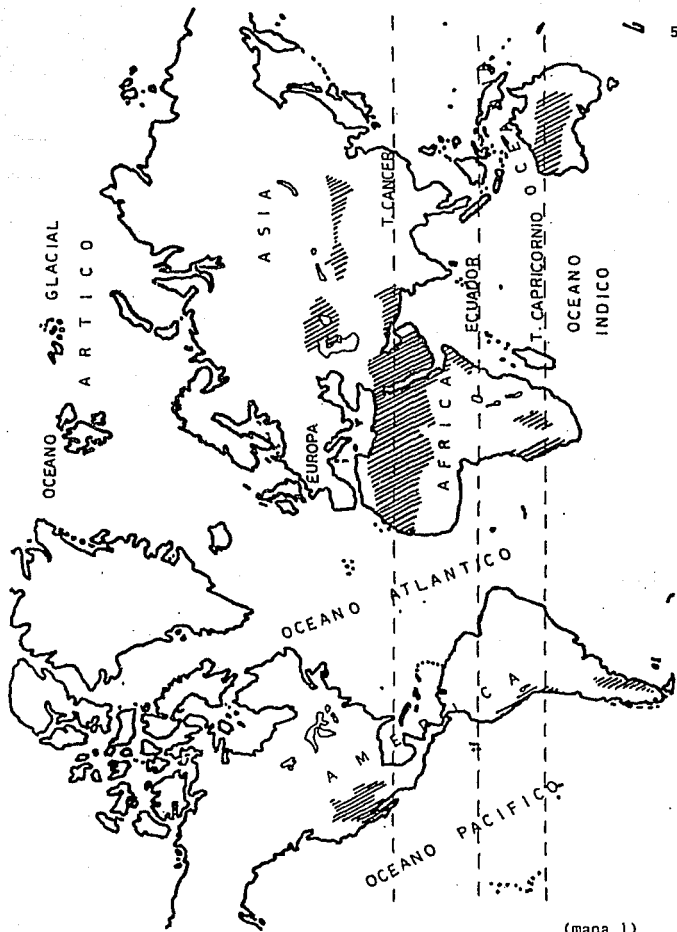 5
OCEANO GLACIAL
ARTICO
ASIA
EUROPA
T. CANCER
AFRICA
ECUADOR
OCE
T. CAPRICORNIO
OCEANO
INDICO
OCEANO ATLANTICO
AMERICA
OCEANO PACIFICO
(mapa 1)